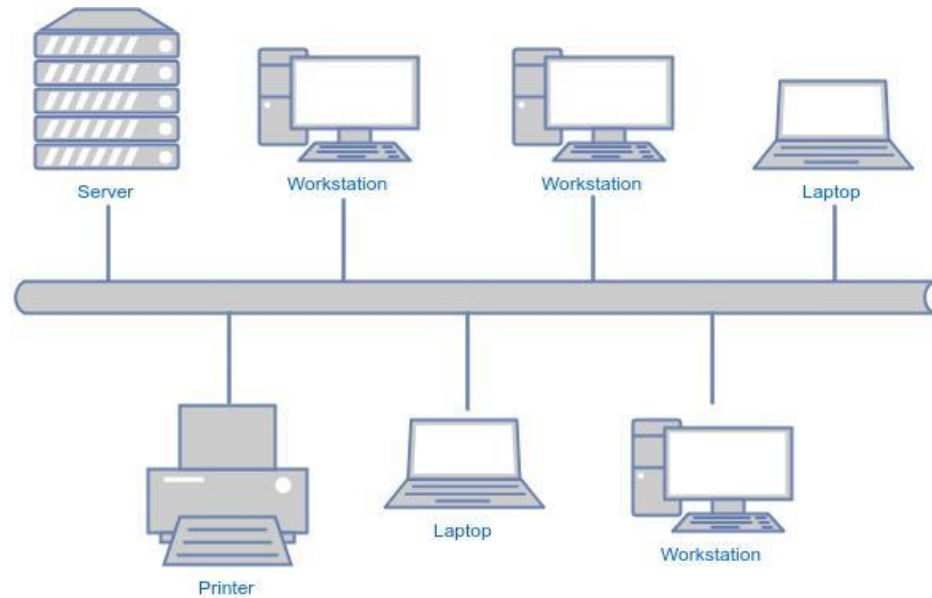 Server
Workstation
Workstation
Laptop
Printer
Laptop
Workstation